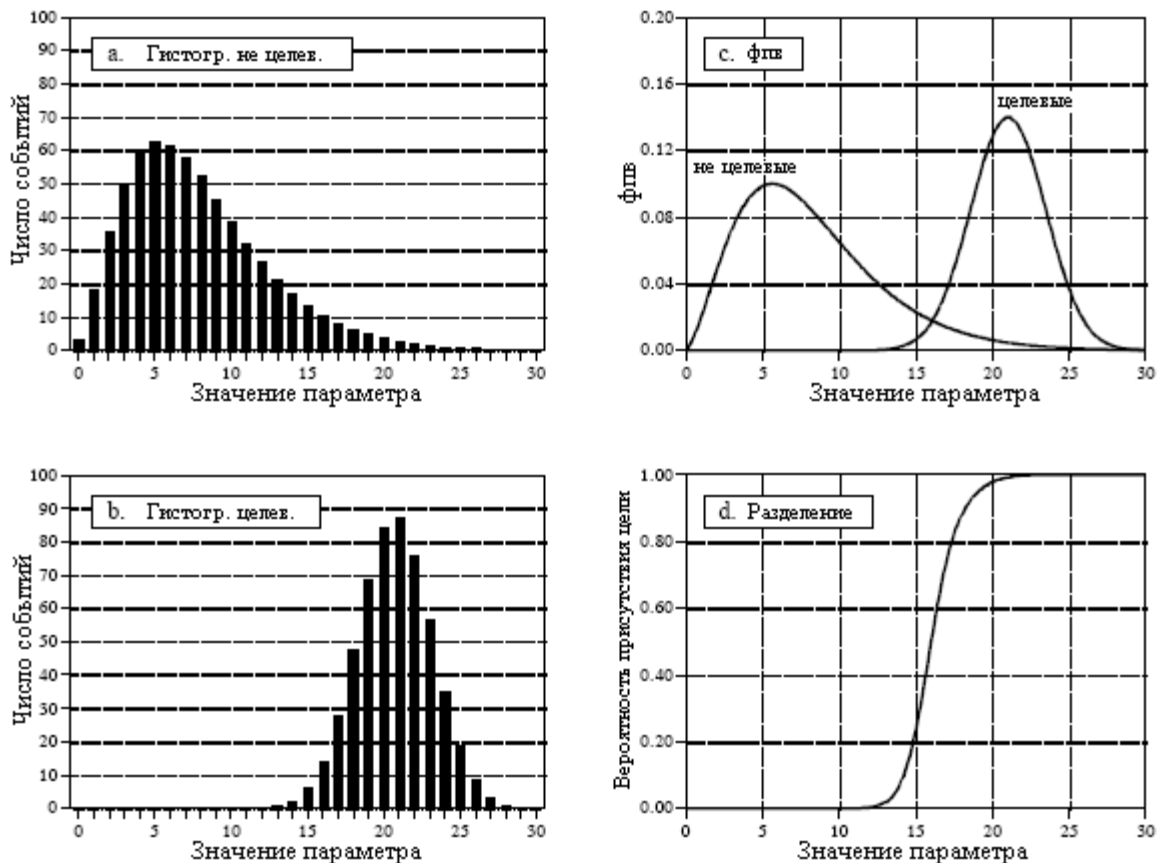 a. Гистогр. не целев.
Число событий
100
90
80
70
60
50
40
30
20
10
0
0 5 10 15 20 25 30
Значение параметра
c. фпв
целевые
не целевые
фпв
0.20
0.16
0.12
0.08
0.04
0.00
0 5 10 15 20 25 30
Значение параметра
b. Гистогр. целев.
Число событий
100
90
80
70
60
50
40
30
20
10
0
0 5 10 15 20 25 30
Значение параметра
d. Разделение
Вероятность присутствия цели
1.00
0.80
0.60
0.40
0.20
0.00
0 5 10 15 20 25 30
Значение параметра